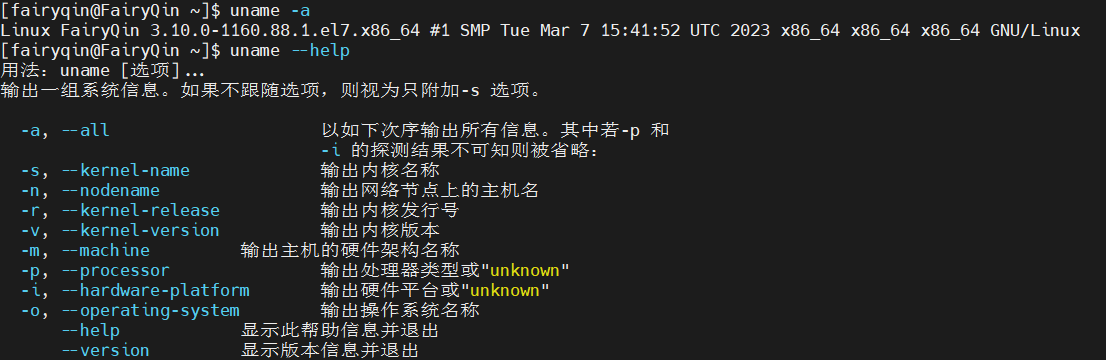 [fairyqin@FairyQin ~]$ uname -a
Linux FairyQin 3.10.0-1160.88.1.el7.x86_64 #1 SMP Tue Mar 7 15:41:52 UTC 2023 x86_64 x86_64 x86_64 GNU/Linux
[fairyqin@FairyQin ~]$ uname --help
用法：uname [选项]...
输出一组系统信息。如果不跟随选项，则视为只附加-s 选项。
-a, --all 以如下次序输出所有信息。其中若-p 和
-i 的探测结果不可知则被省略：
-s, --kernel-name 输出内核名称
-n, --nodename 输出网络节点上的主机名
-r, --kernel-release 输出内核发行号
-v, --kernel-version 输出内核版本
-m, --machine 输出主机的硬件架构名称
-p, --processor 输出处理器类型或"unknown"
-i, --hardware-platform 输出硬件平台或"unknown"
-o, --operating-system 输出操作系统名称
--help 显示此帮助信息并退出
--version 显示版本信息并退出